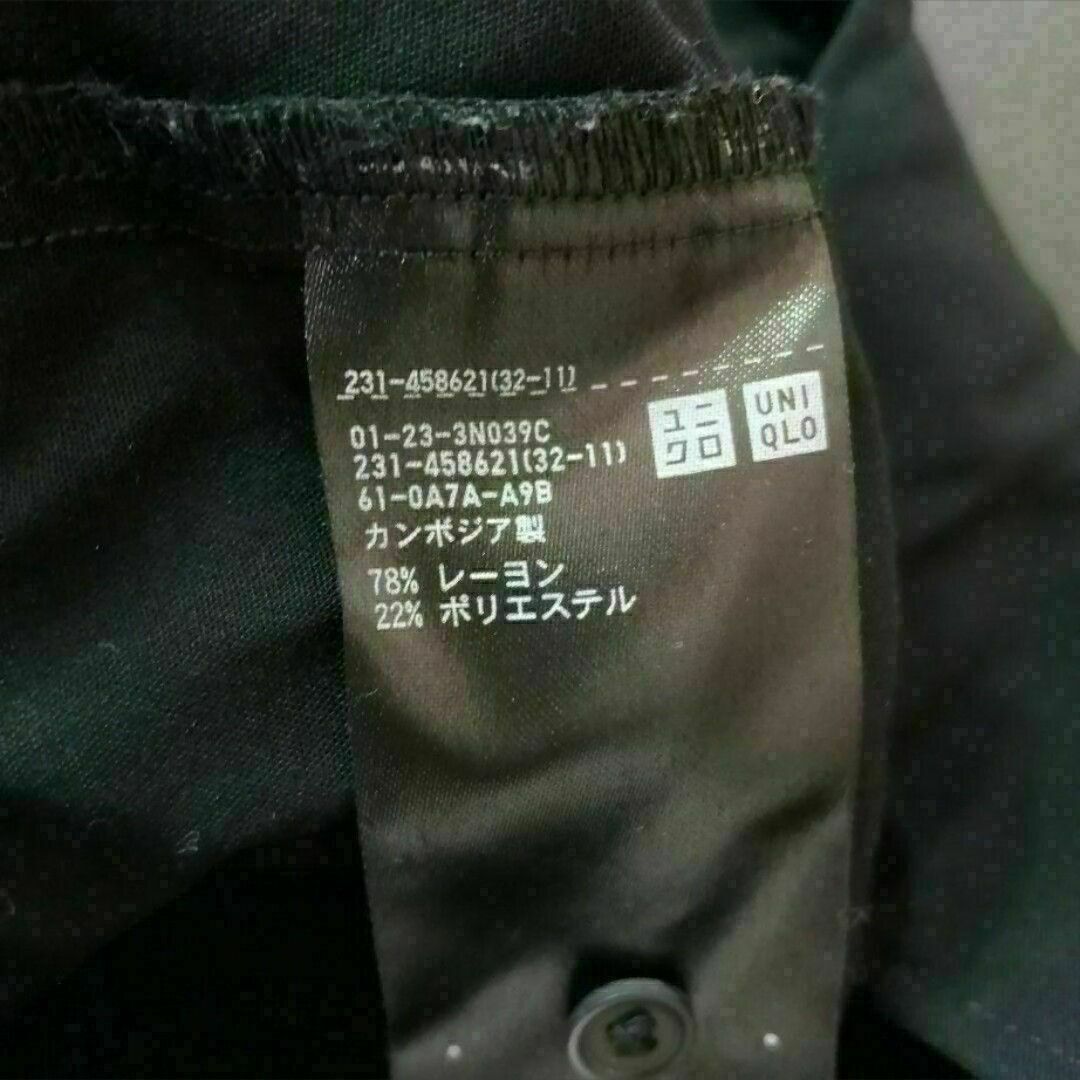 231-458621(32-11)
01-23-3N039C
231-458621(32-11)
61-0A7A-A9B
カンボジア製
78% レーヨン
22% ポリエステル
ユニ
クロ
UNI
QLO